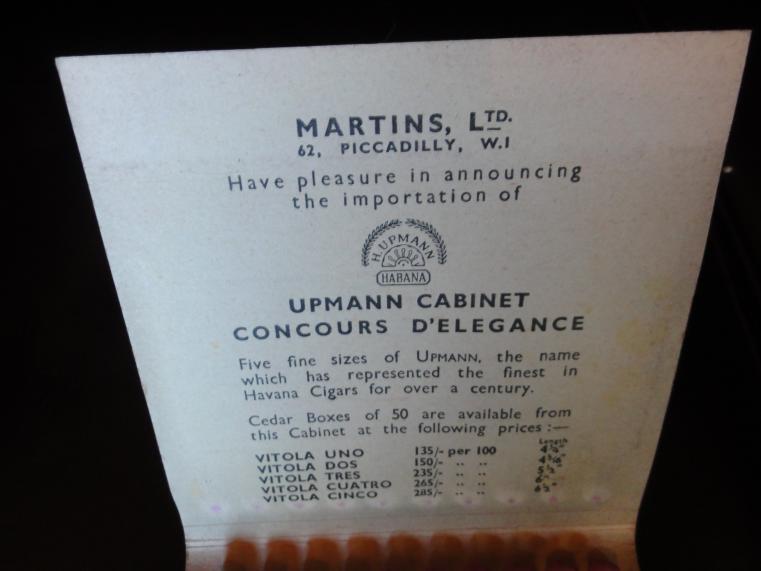 MARTINS, LTD.
62, PICCADILLY, W.1
Have pleasure in announcing
the importation of
H. UPMANN
HABANA
UPMANN CABINET
CONCOURS D'ELEGANCE
Five fine sizes of UPMANN, the name
which has represented the finest in
Havana Cigars for over a century.
Cedar Boxes of 50 are available from
this Cabinet at the following prices :—
Length
VITOLA UNO 135/- per 100
VITOLA DOS 150/- " "
VITOLA TRES 235/- " "
VITOLA CUATRO 265/- " "
VITOLA CINCO 285/- " "